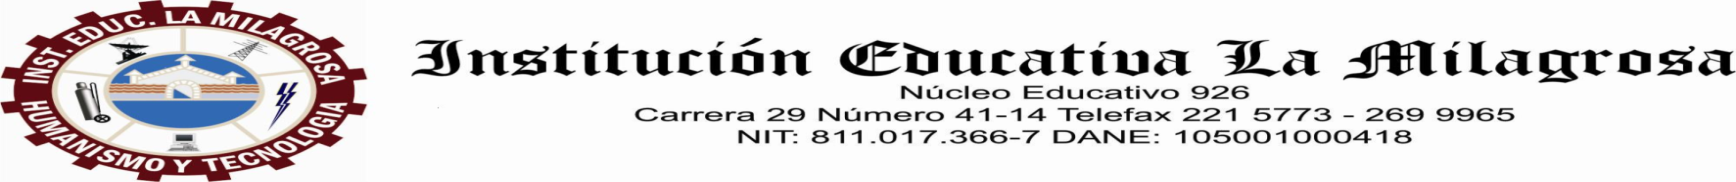 INST. EDUC. LA MILAGROSA
HUMANISMO Y TECNOLOGIA
Institución Educativa La Milagrosa
Núcleo Educativo 926
Carrera 29 Número 41-14 Telefax 221 5773 - 269 9965
NIT: 811.017.366-7 DANE: 105001000418